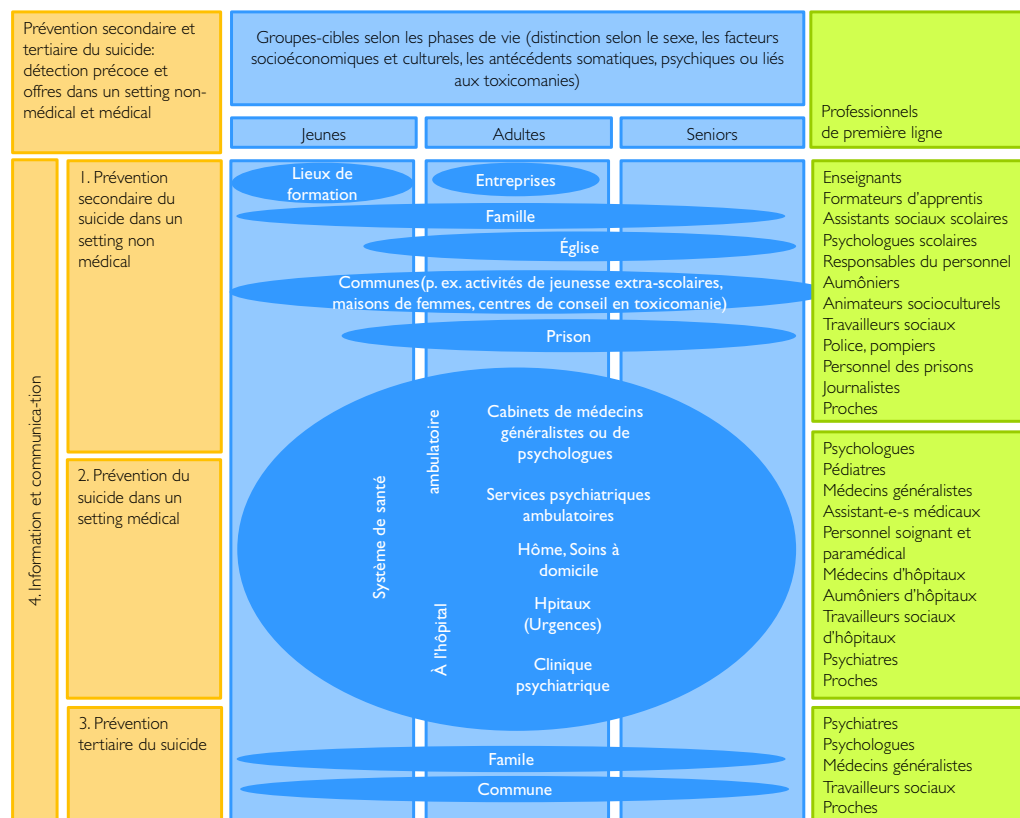 Prévention secondaire et
tertiaire du suicide:
détection précoce et
offres dans un setting non-
médical et médical
Groupes-cibles selon les phases de vie (distinction selon le sexe, les facteurs
socioéconomiques et culturels, les antécédents somatiques, psychiques ou liés
aux toxicomanies)
Professionnels
de première ligne
Jeunes
Adultes
Seniors
4. Information et communica-tion
1. Prévention
secondaire du
suicide dans un
setting non
médical
Lieux de
formation
Entreprises
Famille
Église
Communes(p. ex. activités de jeunesse extra-scolaires,
maisons de femmes, centres de conseil en toxicomanie)
Prison
Enseignants
Formateurs d'apprentis
Assistants sociaux scolaires
Psychologues scolaires
Responsables du personnel
Aumôniers
Animateurs socioculturels
Travailleurs sociaux
Police, pompiers
Personnel des prisons
Journalistes
Proches
2. Prévention du
suicide dans un
setting médical
Système de santé
ambulatoire
Cabinets de médecins
généralistes ou de
psychologues
Services psychiatriques
ambulatoires
Hôme, Soins à
domicile
À l'hôpital
Hpitaux
(Urgences)
Clinique
psychiatrique
Psychologues
Pédiatres
Médecins généralistes
Assistant-e-s médicaux
Personnel soignant et
paramédical
Médecins d'hôpitaux
Aumôniers d'hôpitaux
Travailleurs sociaux
d'hôpitaux
Psychiatres
Proches
3. Prévention
tertiaire du suicide
Famile
Commune
Psychiatres
Psychologues
Médecins généralistes
Travailleurs sociaux
Proches